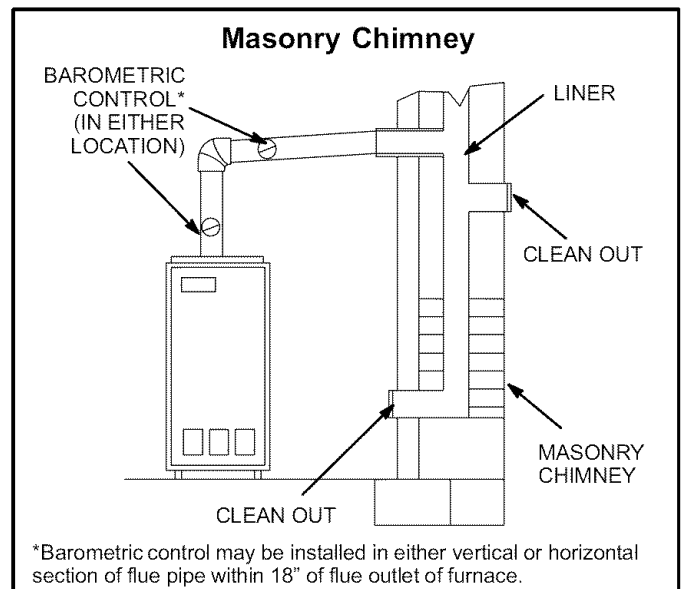 Masonry Chimney
BAROMETRIC
CONTROL*
(IN EITHER
LOCATION)
LINER
CLEAN OUT
MASONRY
CHIMNEY
CLEAN OUT
*Barometric control may be installed in either vertical or horizontal
section of flue pipe within 18” of flue outlet of furnace.